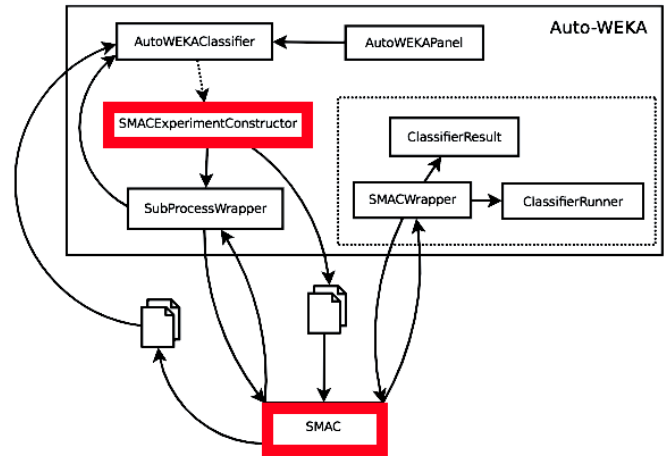 Auto-WEKA
AutoWEKAClassifier
AutoWEKAPanel
SMACExperimentConstructor
ClassifierResult
SubProcessWrapper
SMACWrapper
ClassifierRunner
SMAC